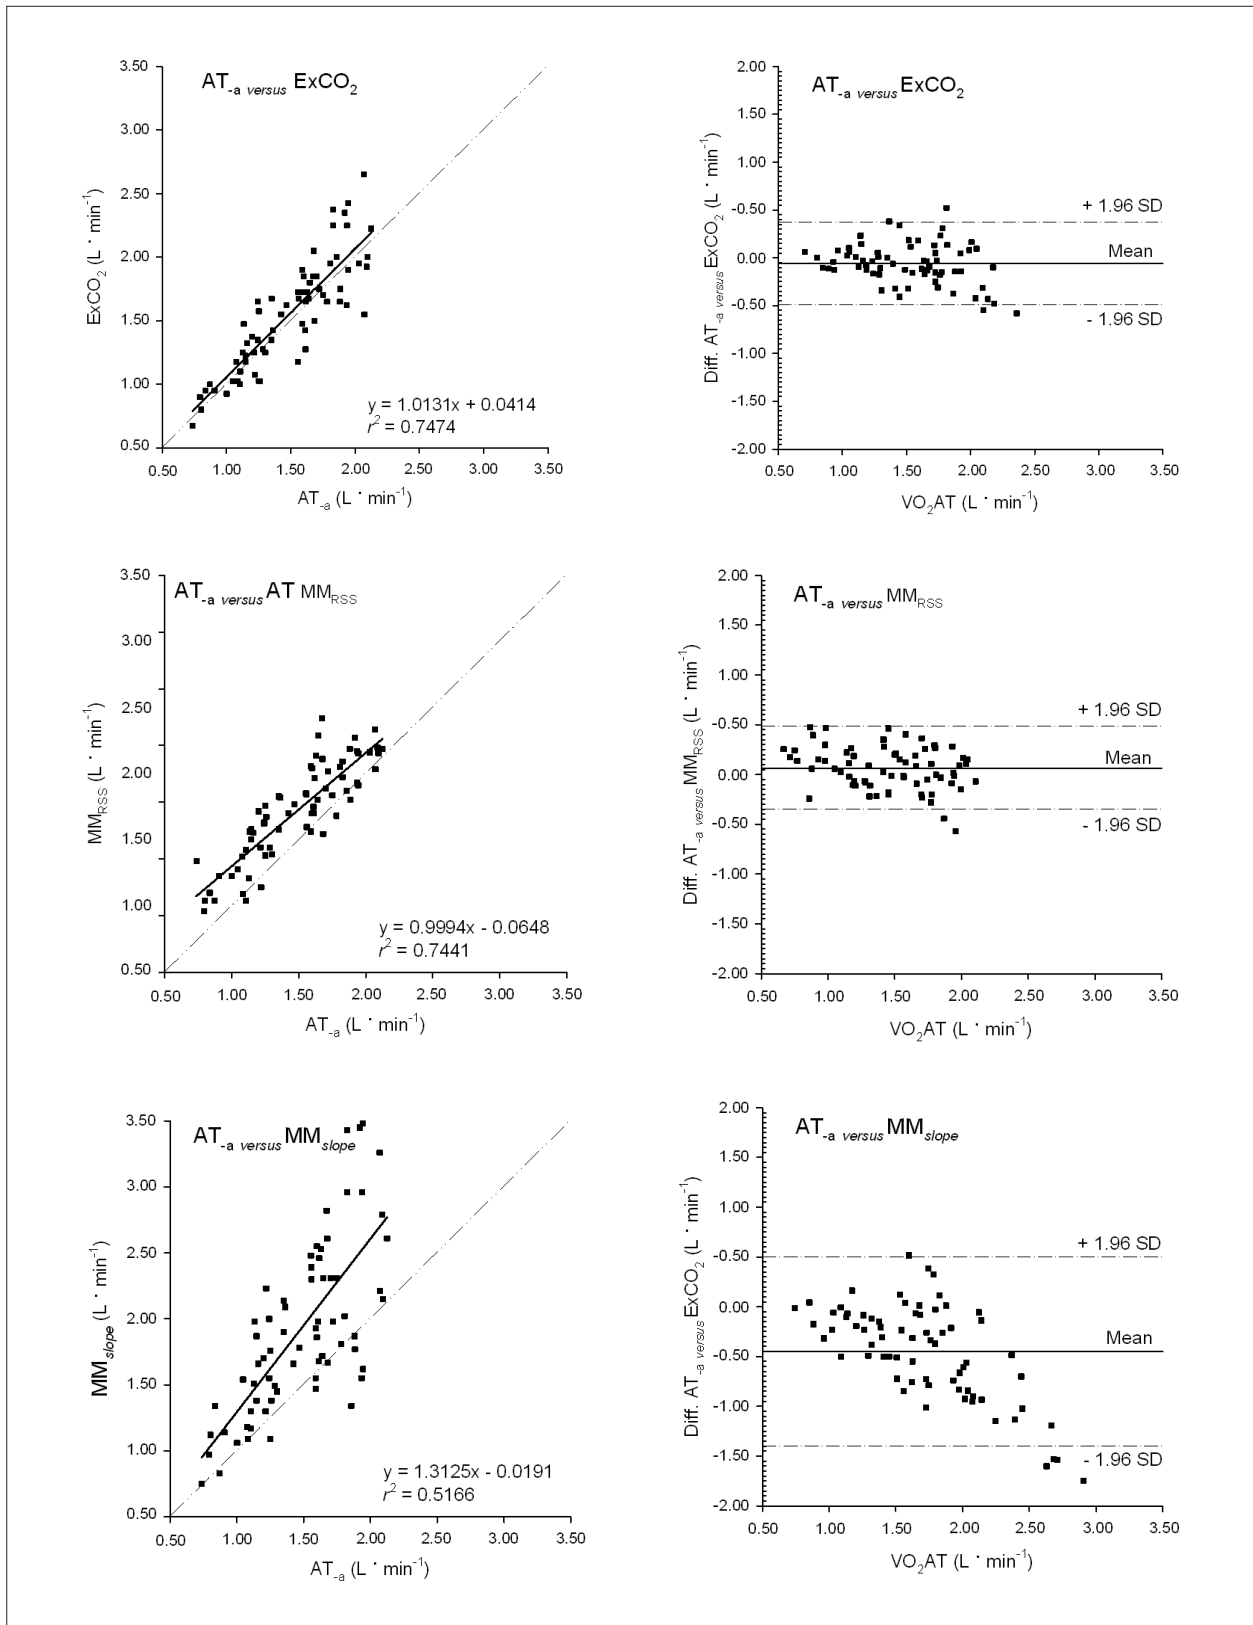 AT-a versus ExCO2
3.50
3.00
2.50
2.00
1.50
1.00
0.50
ExCO2 (L · min-1)
y = 1.0131x + 0.0414
r2 = 0.7474
0.50 1.00 1.50 2.00 2.50 3.00 3.50
AT-a (L · min-1)
AT-a versus ExCO2
2.00
1.50
1.00
-0.50
0.00
-0.50
-1.00
-1.50
-2.00
Diff. AT-a versus ExCO2 (L · min-1)
+ 1.96 SD
Mean
- 1.96 SD
0.50 1.00 1.50 2.00 2.50 3.00 3.50
VO2AT (L · min-1)
AT-a versus AT MMRSS
3.50
3.00
2.50
2.00
1.50
1.00
0.50
MMRSS (L · min-1)
y = 0.9994x - 0.0648
r2 = 0.7441
0.50 1.00 1.50 2.00 2.50 3.00 3.50
AT-a (L · min-1)
AT-a versus MMRSS
2.00
1.50
1.00
-0.50
0.00
-0.50
-1.00
-1.50
-2.00
Diff. AT-a versus MMRSS (L · min-1)
+ 1.96 SD
Mean
- 1.96 SD
0.50 1.00 1.50 2.00 2.50 3.00 3.50
VO2AT (L · min-1)
AT-a versus MMslope
3.50
3.00
2.50
2.00
1.50
1.00
0.50
MMslope (L · min-1)
y = 1.3125x - 0.0191
r2 = 0.5166
0.50 1.00 1.50 2.00 2.50 3.00 3.50
AT-a (L · min-1)
AT-a versus MMslope
2.00
1.50
1.00
-0.50
0.00
-0.50
-1.00
-1.50
-2.00
Diff. AT-a versus ExCO2 (L · min-1)
+ 1.96 SD
Mean
- 1.96 SD
0.50 1.00 1.50 2.00 2.50 3.00 3.50
VO2AT (L · min-1)